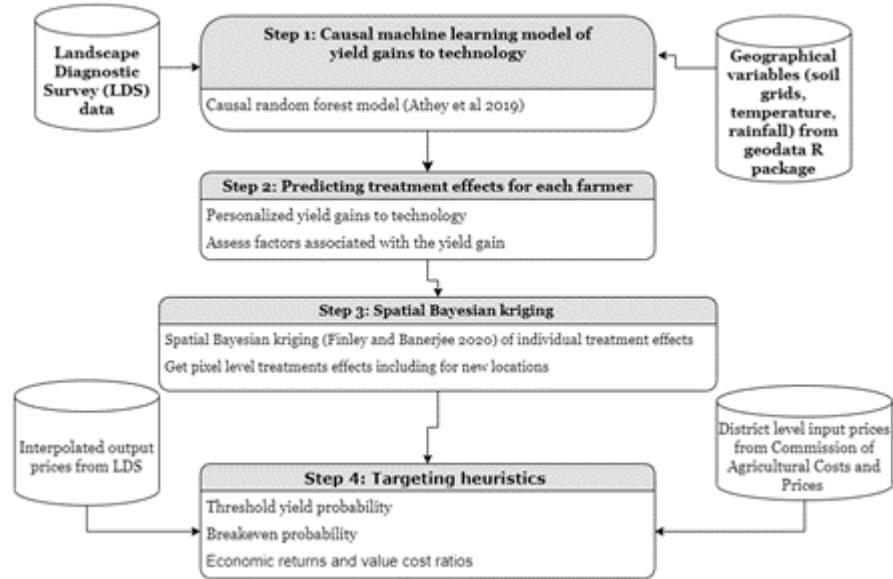 Landscape
Diagnostic
Survey (LDS)
data
Step 1: Causal machine learning model of
yield gains to technology
Causal random forest model (Athey et al 2019)
Geographical
variables (soil
grids,
temperature,
rainfall) from
geodata R
package
Step 2: Predicting treatment effects for each farmer
Personalized yield gains to technology
Assess factors associated with the yield gain
Step 3: Spatial Bayesian kriging
Spatial Bayesian kriging (Finley and Banerjee 2020) of individual treatment effects
Get pixel level treatments effects including for new locations
Interpolated output
prices from LDS
District level input prices
from Commission of
Agricultural Costs and
Prices
Step 4: Targeting heuristics
Threshold yield probability
Breakeven probability
Economic returns and value cost ratios